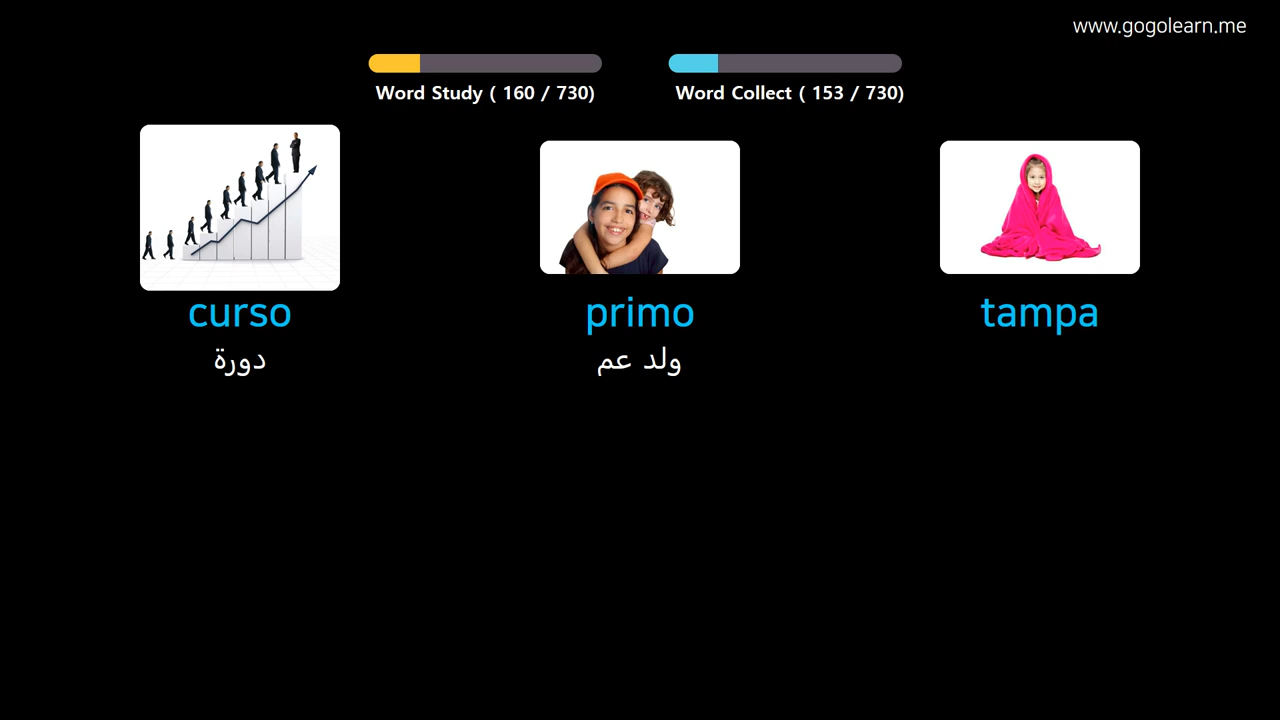 www.gogolearn.me
Word Study ( 160 / 730)
Word Collect ( 153 / 730)
curso
primo
tampa
دورة
ولد عم